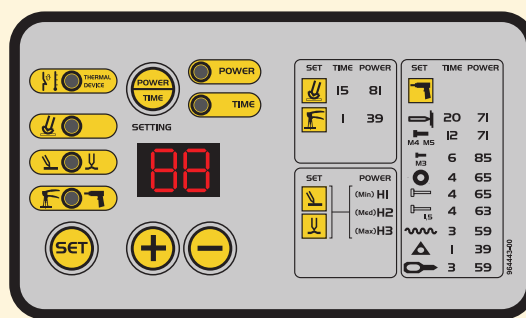 THERMAL
DEVICE
POWER
TIME
SETTING
POWER
TIME
88
SET
+ −
SET TIME POWER
15 81
1 39
SET POWER
(Min) H1
(Med) H2
(Max) H3
SET TIME POWER
20 71
M4 M5 12 71
M3 6 85
4 65
4 65
1,5 4 63
3 59
1 39
3 59
964443-00